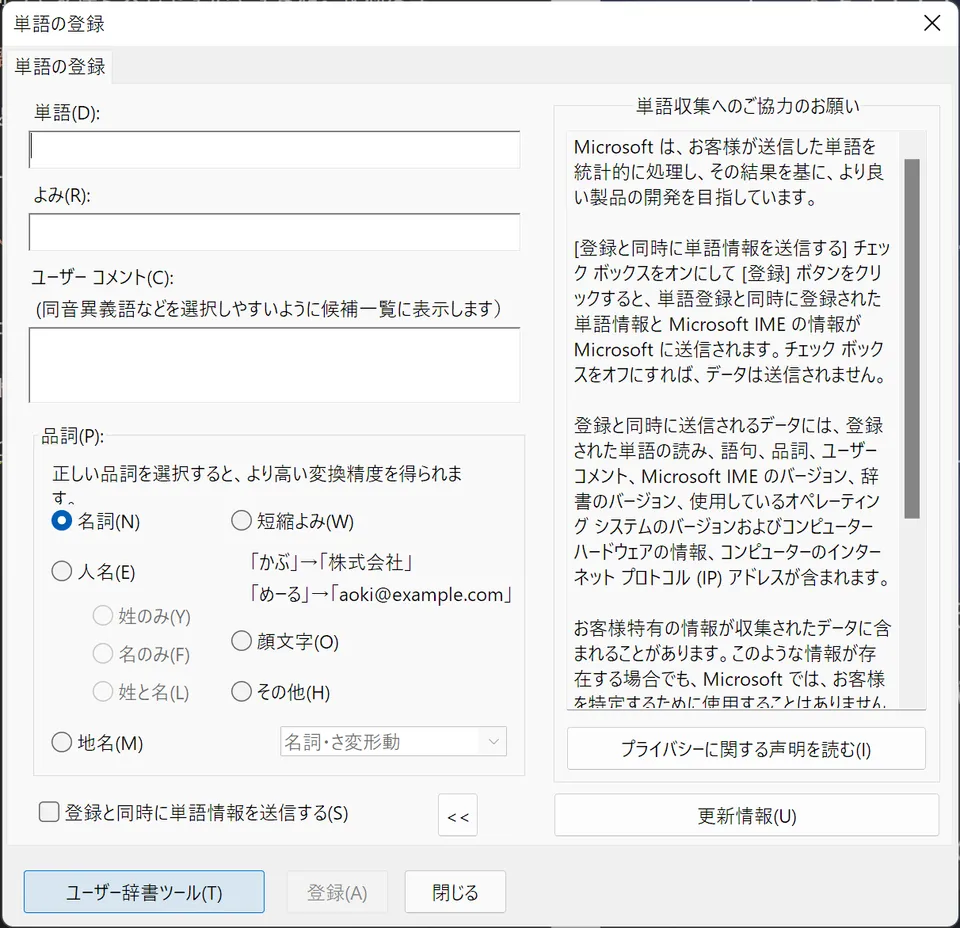 単語の登録
単語の登録
単語(D):
よみ(R):
ユーザー コメント(C):
(同音異義語などを選択しやすいように候補一覧に表示します)
品詞(P):
正しい品詞を選択すると、より高い変換精度を得られま
す。
名詞(N)
短縮よみ(W)
「かぶ」→「株式会社」
「めーる」→「aoki@example.com」
人名(E)
姓のみ(Y)
名のみ(F)
顔文字(O)
姓と名(L)
その他(H)
地名(M)
名詞・さ変形動
登録と同時に単語情報を送信する(S)
<<
単語収集へのご協力のお願い
Microsoft は、お客様が送信した単語を
統計的に処理し、その結果を基に、より良
い製品の開発を目指しています。
[登録と同時に単語情報を送信する] チェッ
ク ボックスをオンにして [登録] ボタンをクリ
ックすると、単語登録と同時に登録された
単語情報と Microsoft IME の情報が
Microsoft に送信されます。チェック ボック
スをオフにすれば、データは送信されません。
登録と同時に送信されるデータには、登録
された単語の読み、語句、品詞、ユーザー
コメント、Microsoft IME のバージョン、辞
書のバージョン、使用しているオペレーティン
グ システムのバージョンおよびコンピューター
ハードウェアの情報、コンピューターのインター
ネット プロトコル (IP) アドレスが含まれます。
お客様特有の情報が収集されたデータに含
まれることがあります。このような情報が存
在する場合でも、Microsoft では、お客様
を特定するために使用することはありません
プライバシーに関する声明を読む(I)
更新情報(U)
ユーザー辞書ツール(T)
登録(A)
閉じる